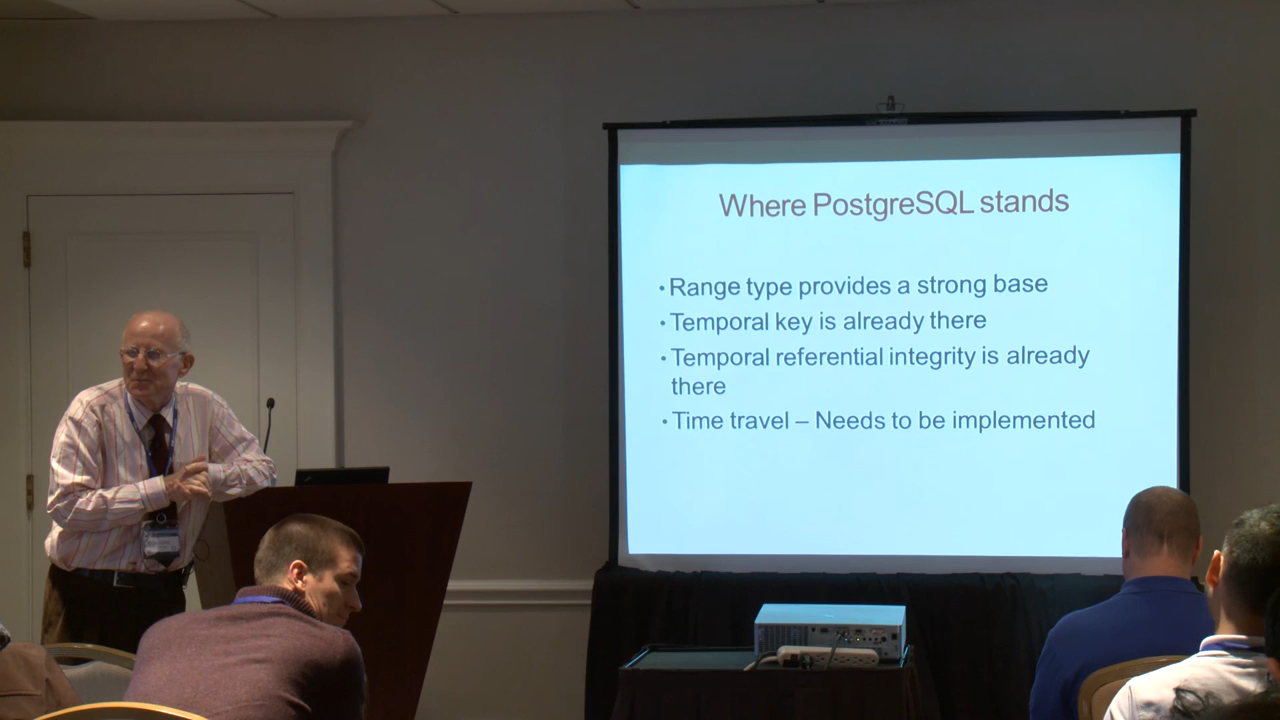 Where PostgreSQL stands
• Range type provides a strong base
• Temporal key is already there
• Temporal referential integrity is already
there
• Time travel – Needs to be implemented